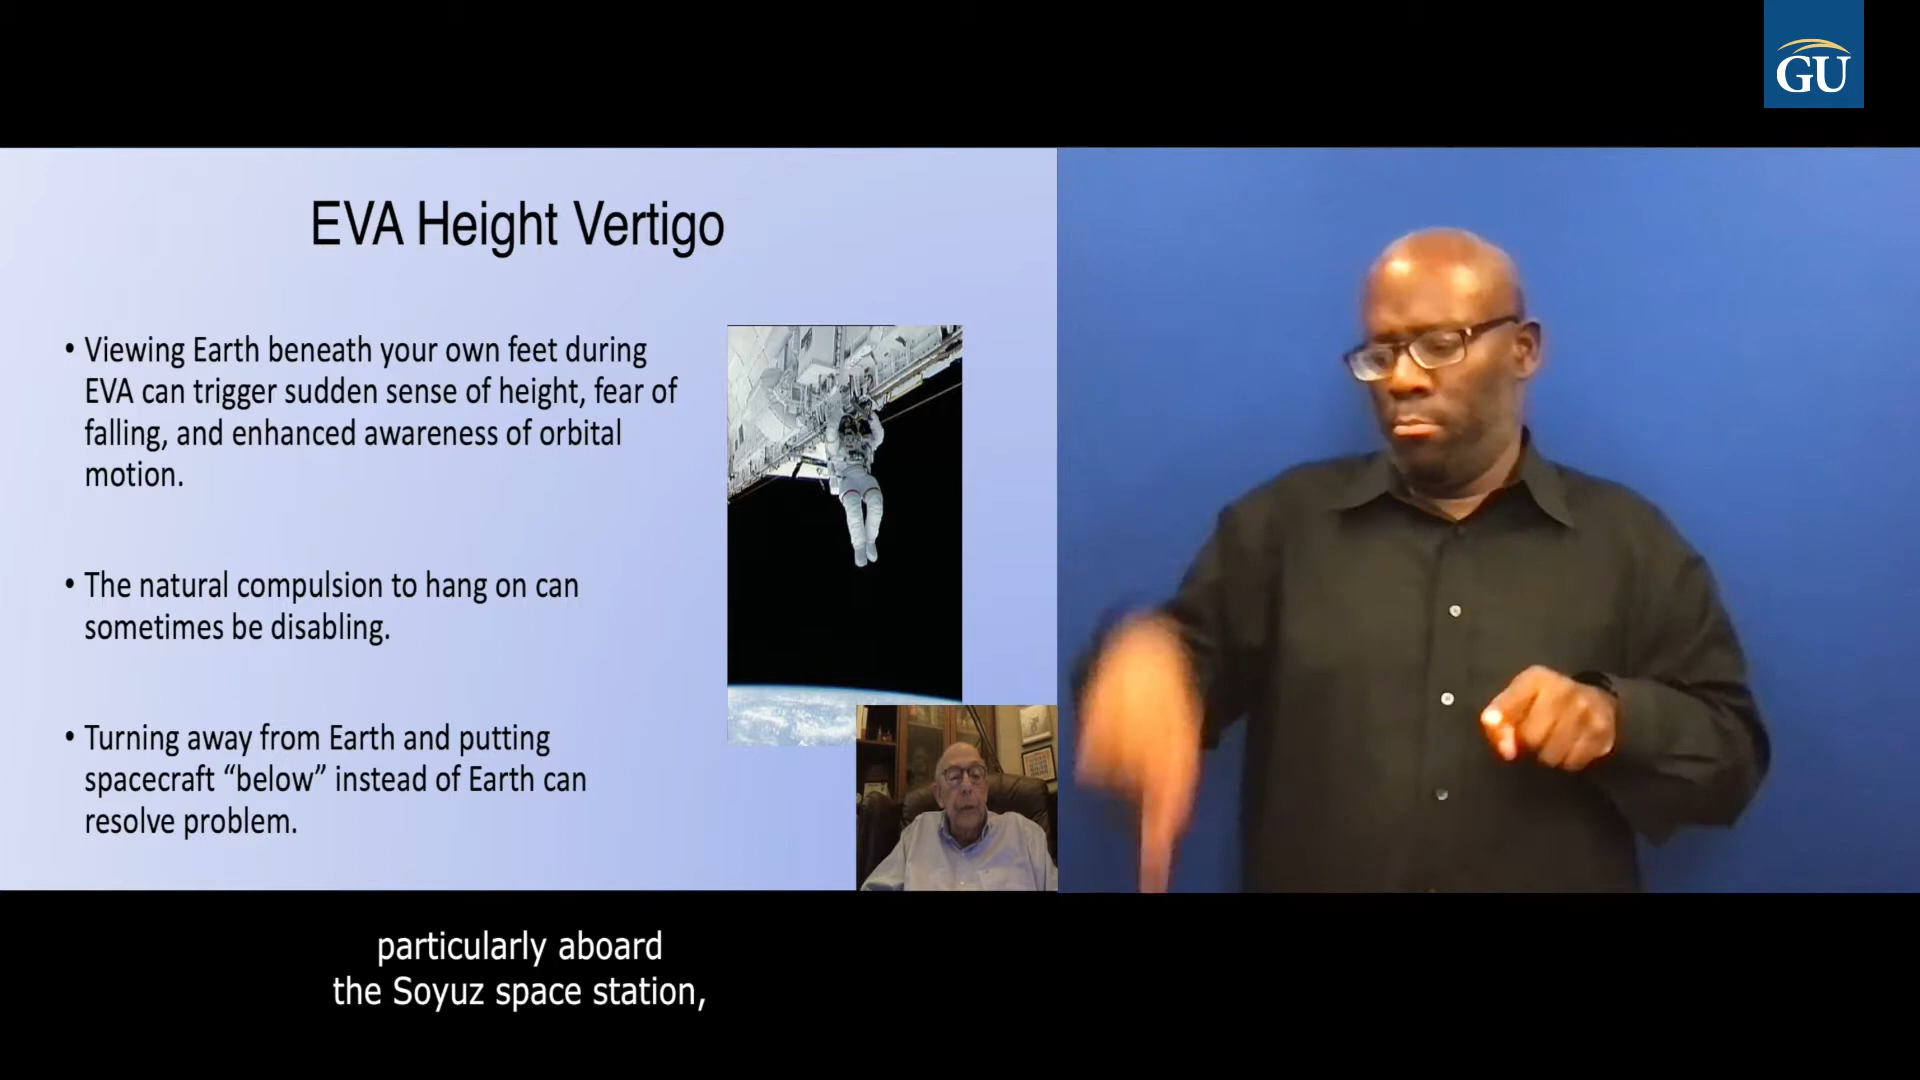 GU
EVA Height Vertigo
• Viewing Earth beneath your own feet during
EVA can trigger sudden sense of height, fear of
falling, and enhanced awareness of orbital
motion.
• The natural compulsion to hang on can
sometimes be disabling.
• Turning away from Earth and putting
spacecraft “below” instead of Earth can
resolve problem.
particularly aboard
the Soyuz space station,